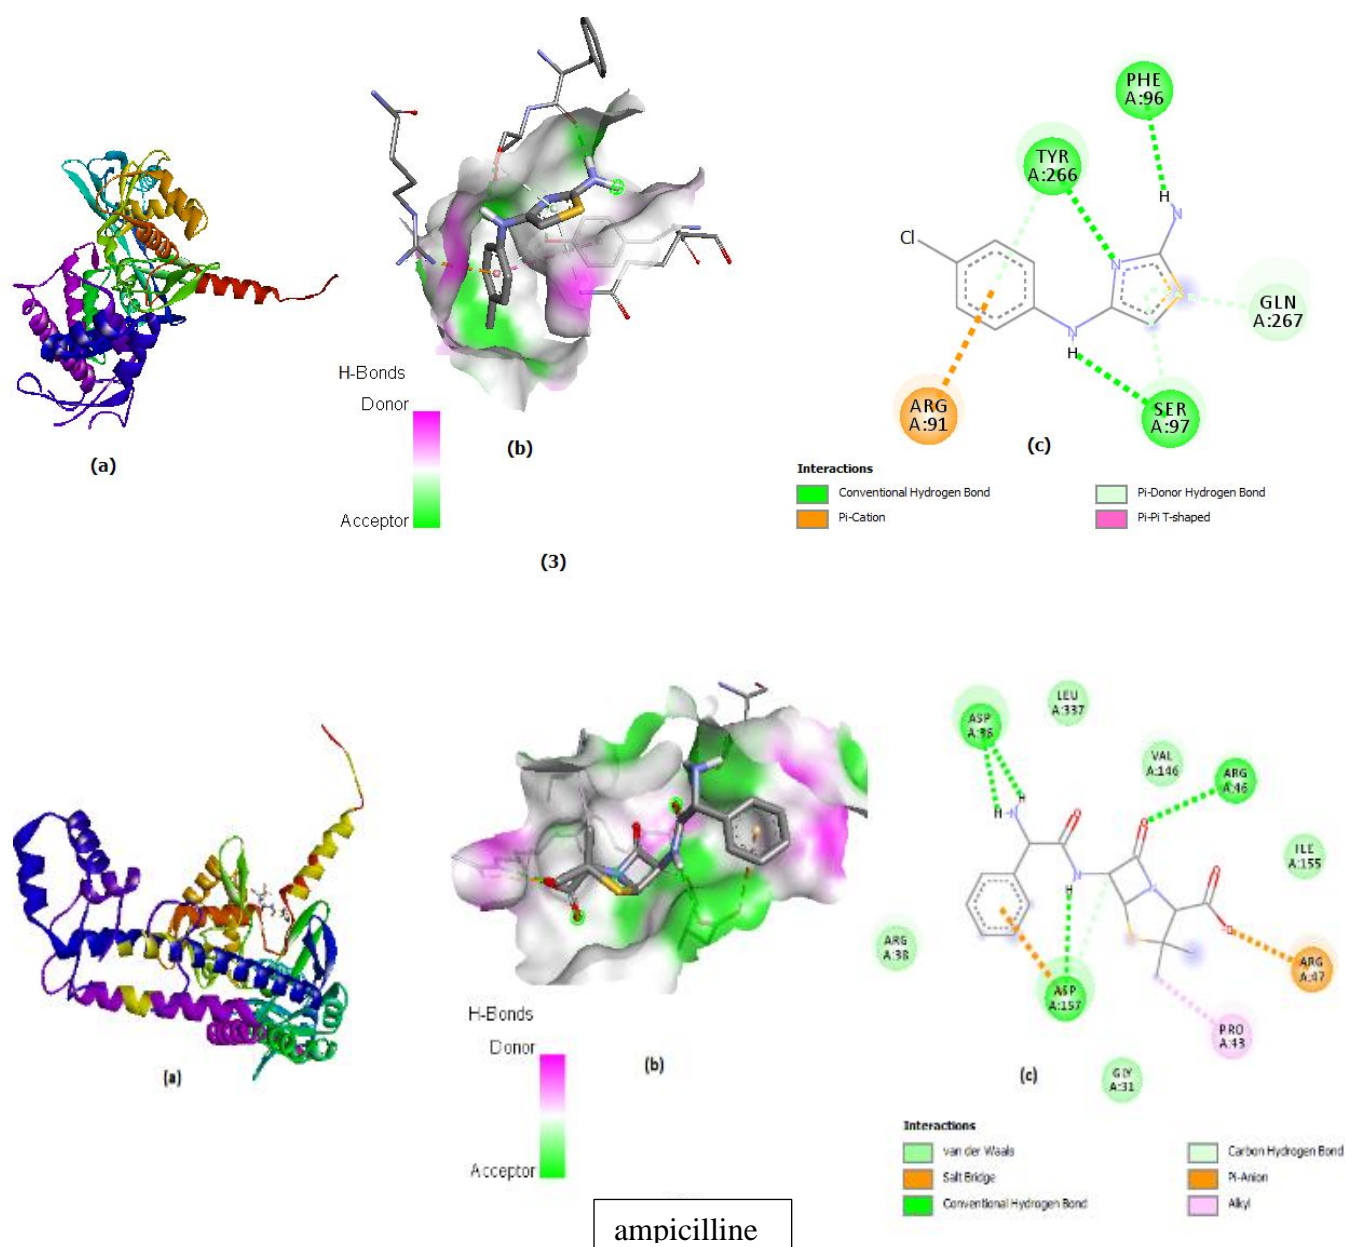 PHE
A:96
TYR
A:266
H
N
Cl
N
S
GLN
A:267
N
H
ARG
A:91
SER
A:97
(a)
(b)
(c)
H-Bonds
Donor
Acceptor
Interactions
Conventional Hydrogen Bond
Pi-Cation
Pi-Donor Hydrogen Bond
Pi-Pi T-shaped
(3)
LEU
A:337
ASP
VAL
A:146
ARG
A:46
H
H
N
O
O
ILE
A:155
N
H
N
O
O
S
ARG
A:38
ASP
A:157
ARG
A:47
PRO
A:43
GLY
A:31
(a)
(b)
(c)
H-Bonds
Donor
Acceptor
Interactions
van der Waals
Salt Bridge
Conventional Hydrogen Bond
Carbon Hydrogen Bond
Pi-Anion
Alkyl
ampicilline